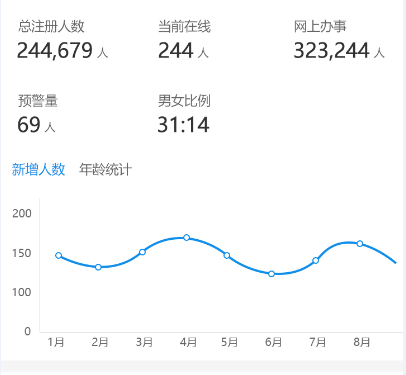 总注册人数 当前在线 网上办事
244,679 人 244 人 323,244 人
预警量 男女比例
69 人 31:14
新增人数 年龄统计
200
150
100
0
1月 2月 3月 4月 5月 6月 7月 8月